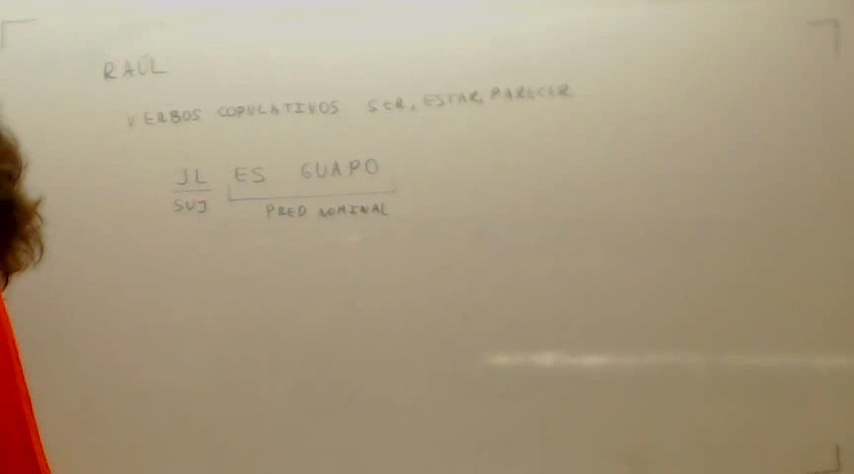 RAÚL
VERBOS COPULATIVOS SER, ESTAR, PARECER
JL ES GUAPO
SUJ PRED NOMINAL